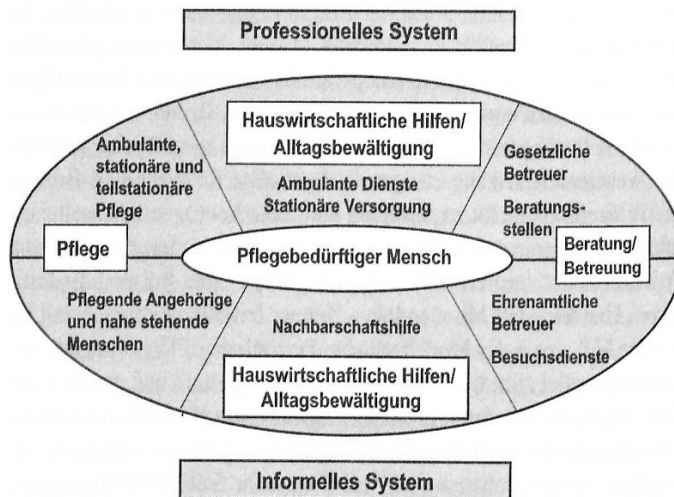 Professionelles System
Hauswirtschaftliche Hilfen/
Alltagsbewältigung
Ambulante,
stationäre und
teilstationäre
Pflege
Ambulante Dienste
Stationäre Versorgung
Gesetzliche
Betreuer
Beratungs-
stellen
Pflege
Pflegebedürftiger Mensch
Beratung/
Betreuung
Pflegende Angehörige
und nahe stehende
Menschen
Nachbarschaftshilfe
Ehrenamtliche
Betreuer
Besuchsdienste
Hauswirtschaftliche Hilfen/
Alltagsbewältigung
Informelles System